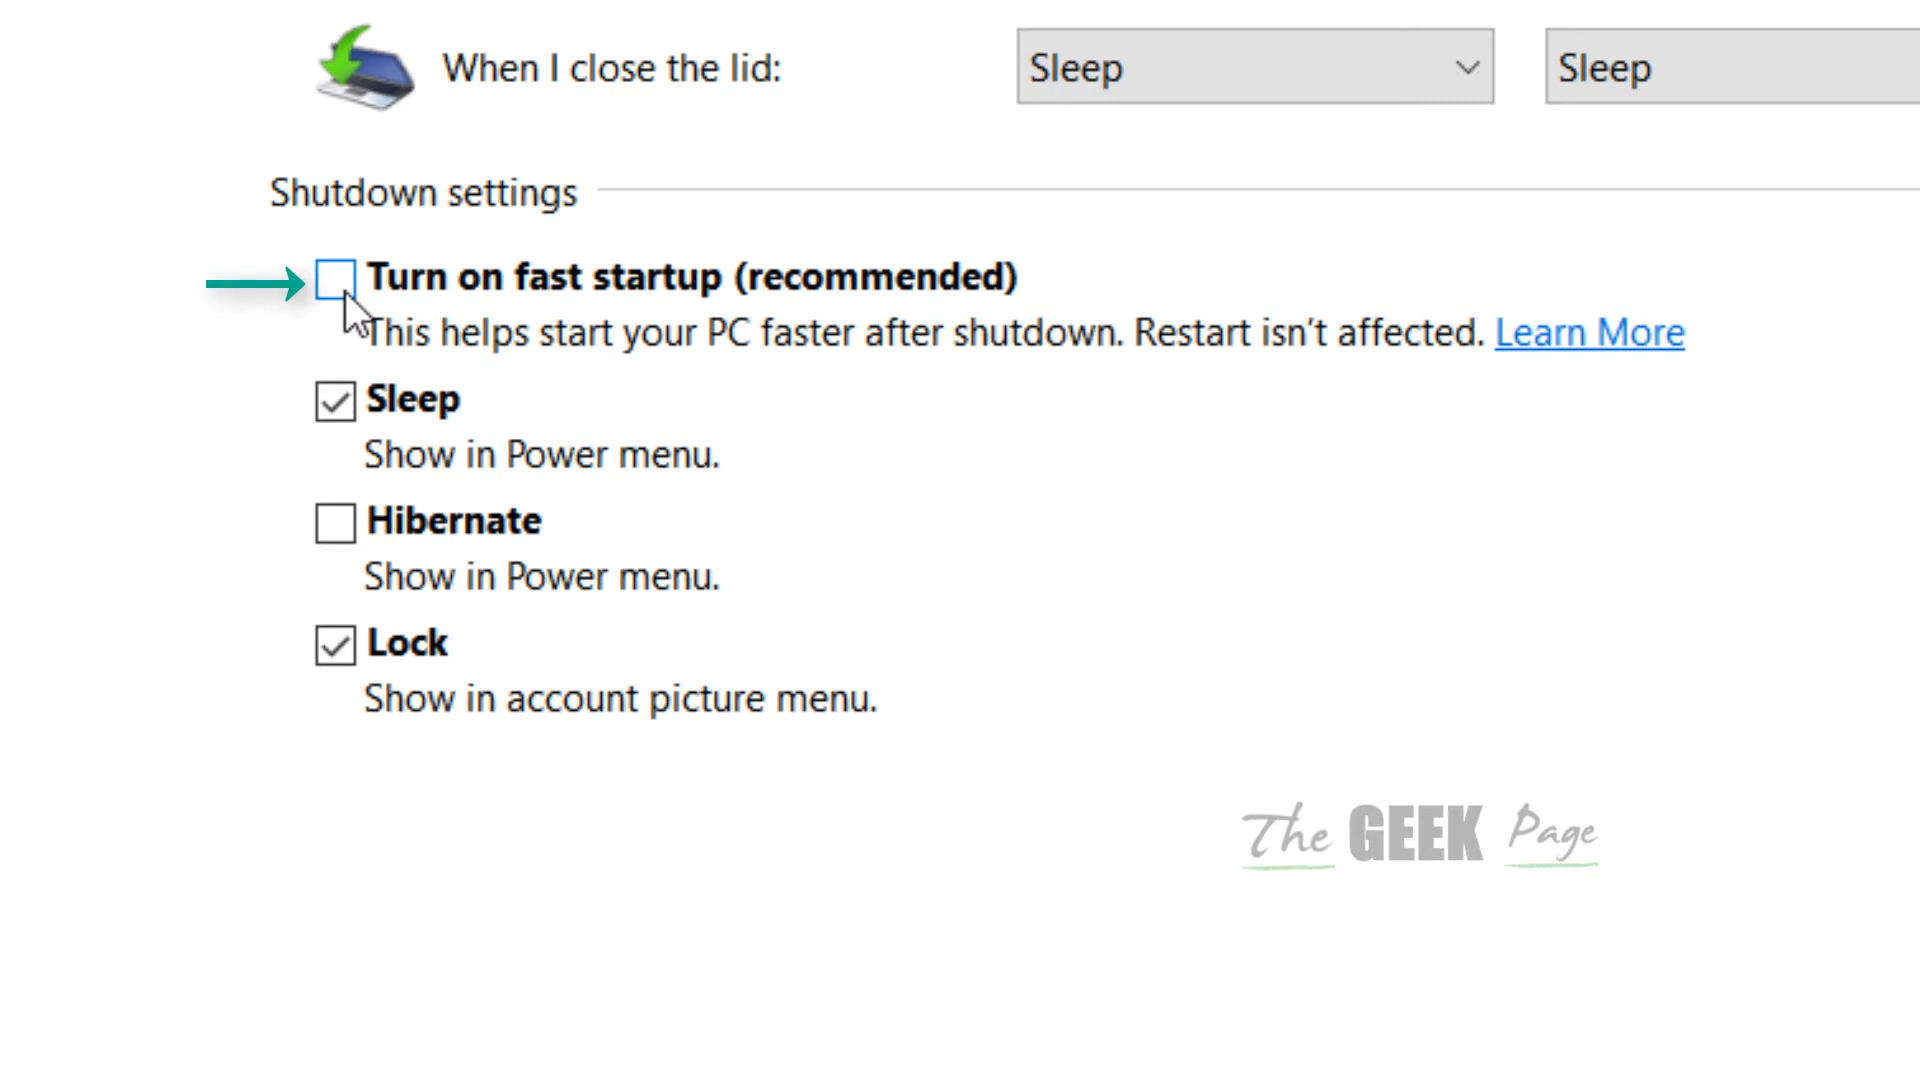 When I close the lid: Sleep Sleep
Shutdown settings
Turn on fast startup (recommended)
This helps start your PC faster after shutdown. Restart isn't affected. Learn More
Sleep
Show in Power menu.
Hibernate
Show in Power menu.
Lock
Show in account picture menu.
The GEEK Page